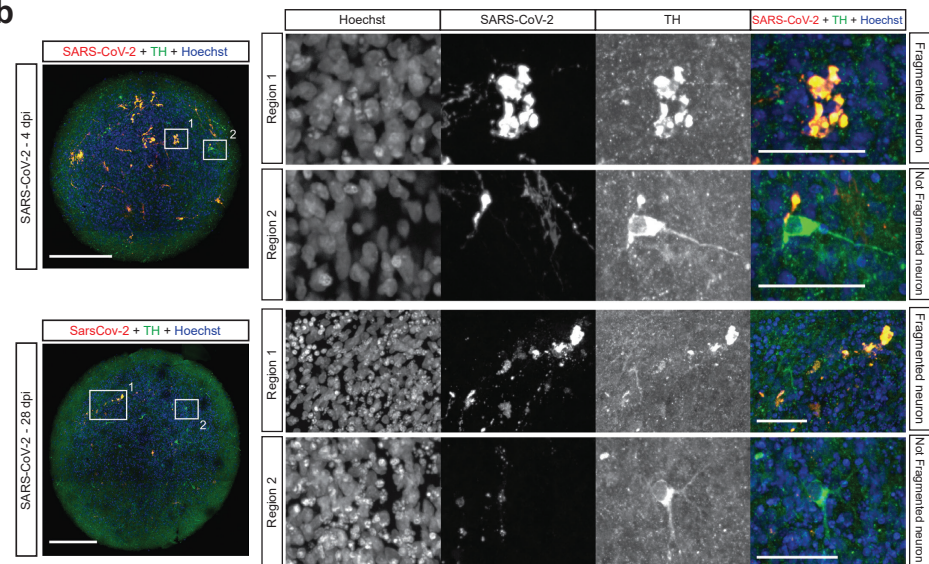 b
Hoechst
SARS-CoV-2
TH
SARS-CoV-2 + TH + Hoechst
SARS-CoV-2 + TH + Hoechst
SARS-CoV-2 - 4 dpi
1
2
Region 1
Fragmented neuron
Region 2
Not Fragmented neuron
SarsCov-2 + TH + Hoechst
SARS-CoV-2 - 28 dpi
1
2
Region 1
Fragmented neuron
Region 2
Not Fragmented neuron